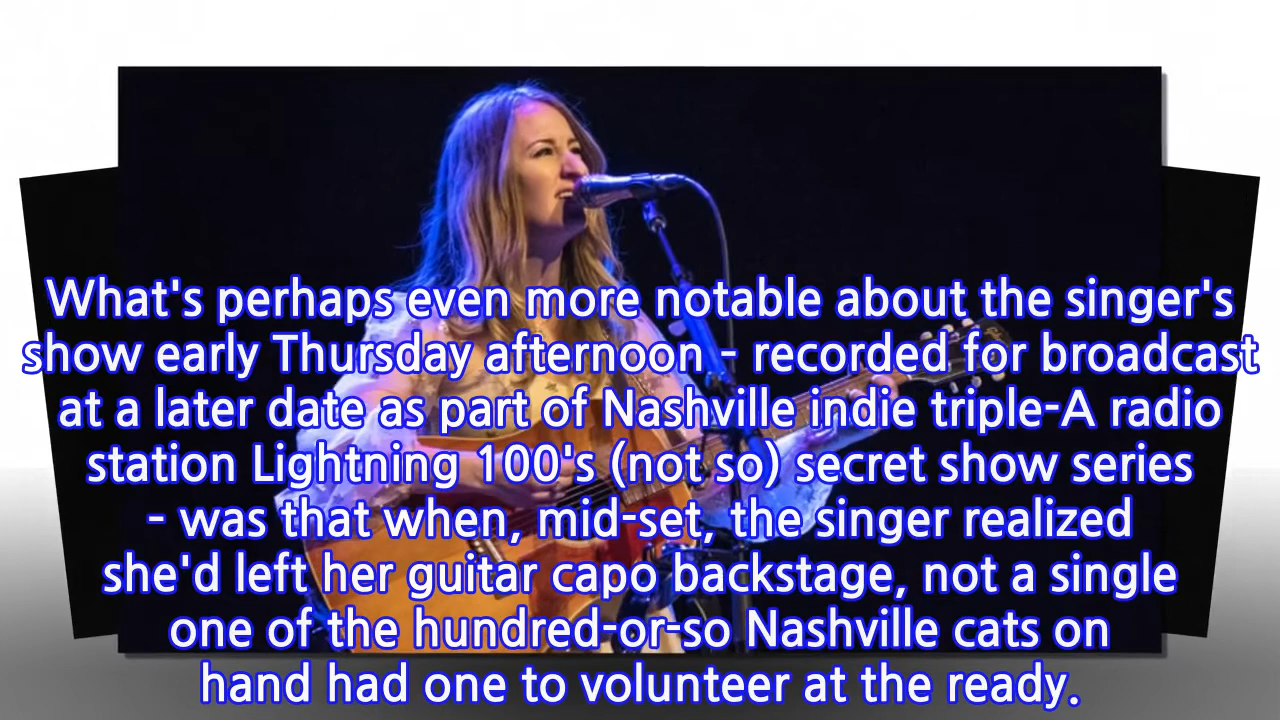 What's perhaps even more notable about the singer's
show early Thursday afternoon - recorded for broadcast
at a later date as part of Nashville indie triple-A radio
station Lightning 100's (not so) secret show series
- was that when, mid-set, the singer realized
she'd left her guitar capo backstage, not a single
one of the hundred-or-so Nashville cats on
hand had one to volunteer at the ready.